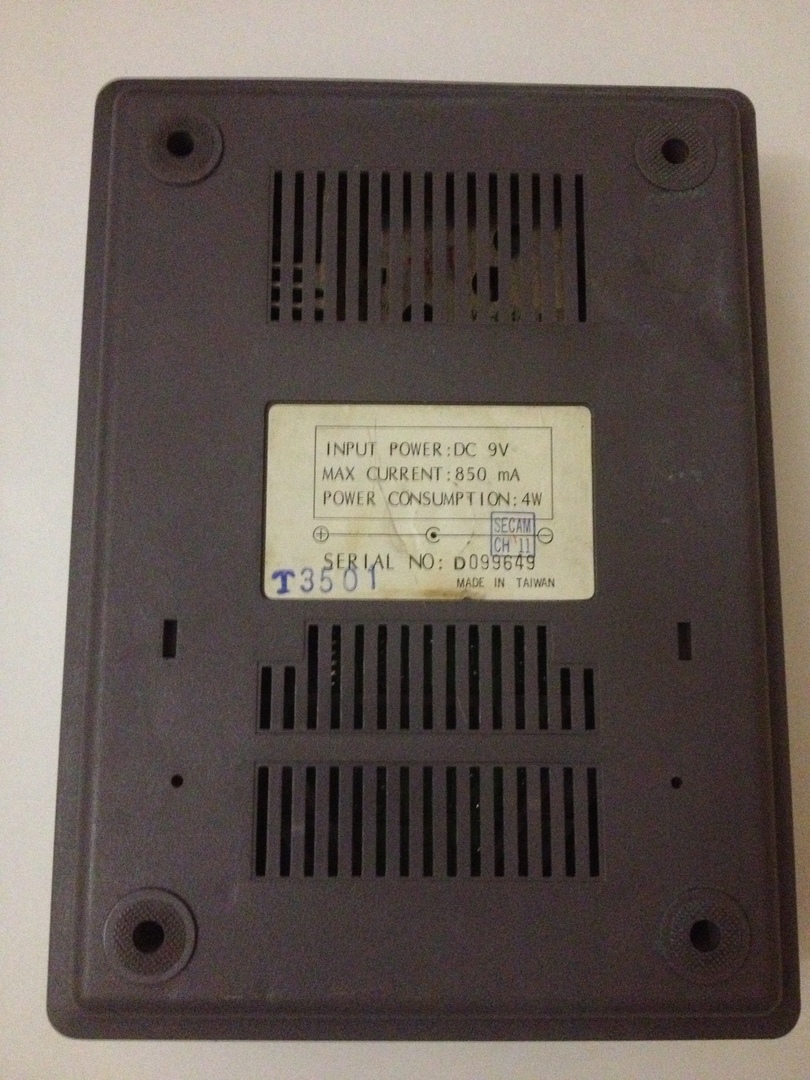 INPUT POWER:DC 9V
MAX CURRENT:850 mA
POWER CONSUMPTION:4W
SECAM
CH 11
SERIAL NO: D099649
T3501
MADE IN TAIWAN